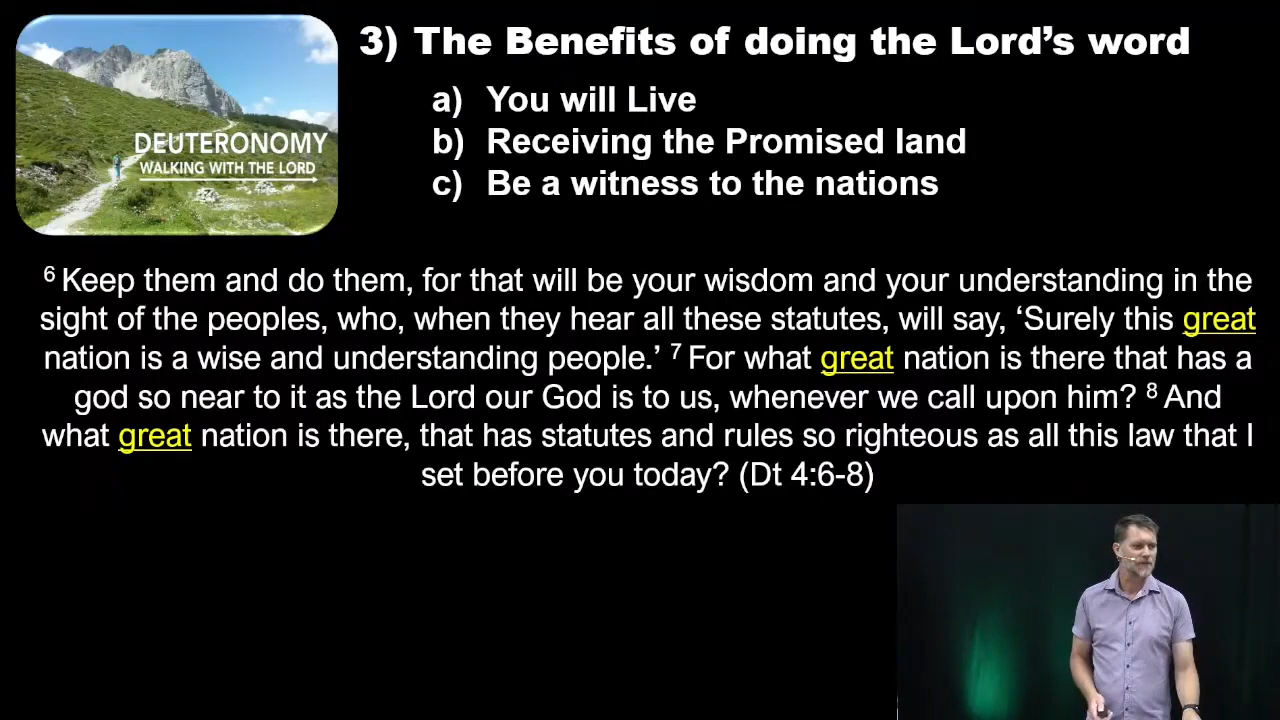 DEUTERONOMY
WALKING WITH THE LORD
3) The Benefits of doing the Lord's word
a) You will Live
b) Receiving the Promised land
c) Be a witness to the nations
6 Keep them and do them, for that will be your wisdom and your understanding in the
sight of the peoples, who, when they hear all these statutes, will say, ‘Surely this great
nation is a wise and understanding people.’ 7 For what great nation is there that has a
god so near to it as the Lord our God is to us, whenever we call upon him? 8 And
what great nation is there, that has statutes and rules so righteous as all this law that I
set before you today? (Dt 4:6-8)